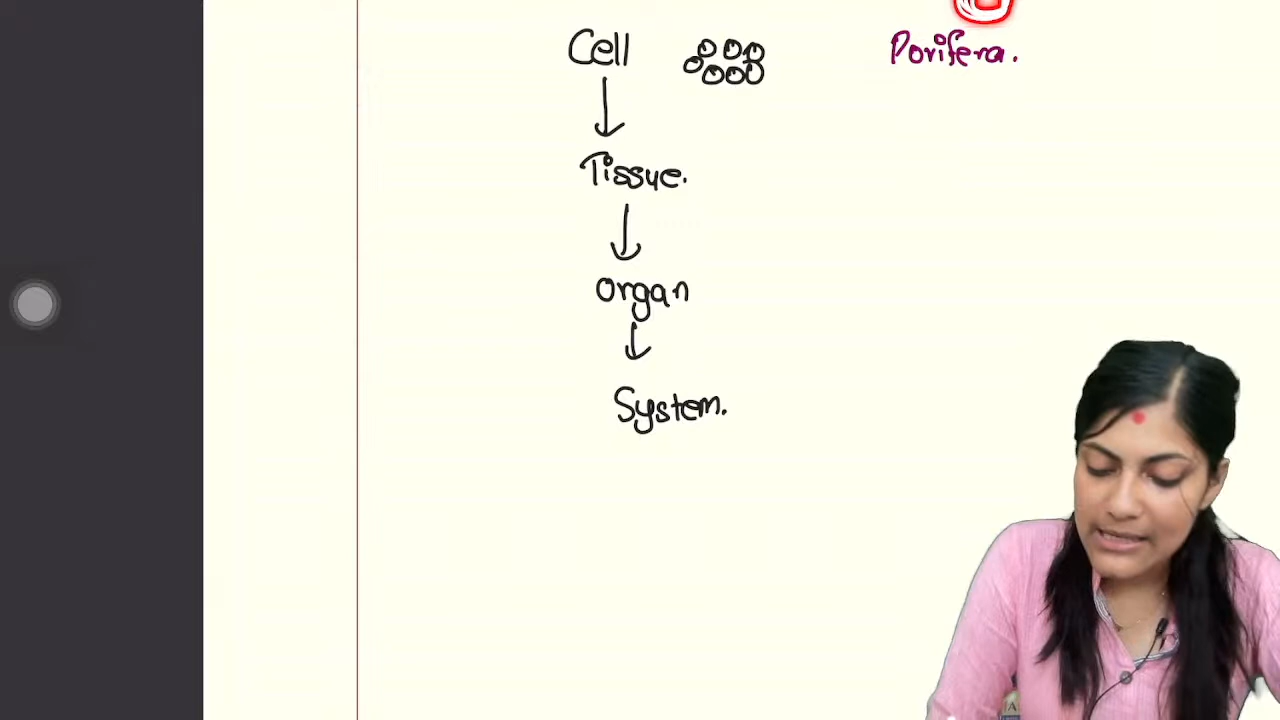 Cell
Porifera.
Tissue.
Organ
System.